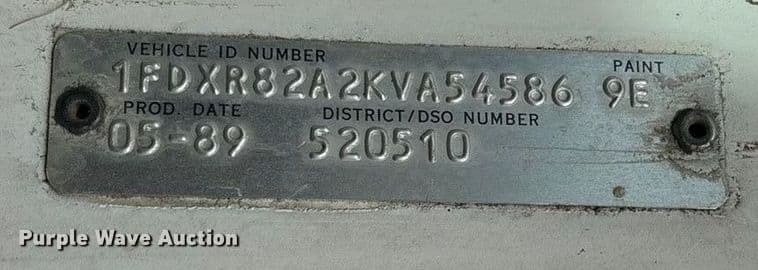 VEHICLE ID NUMBER PAINT
1FDXR82A2KVA54586 9E
PROD. DATE DISTRICT/DSO NUMBER
05-89 520510
Purple Wave Auction